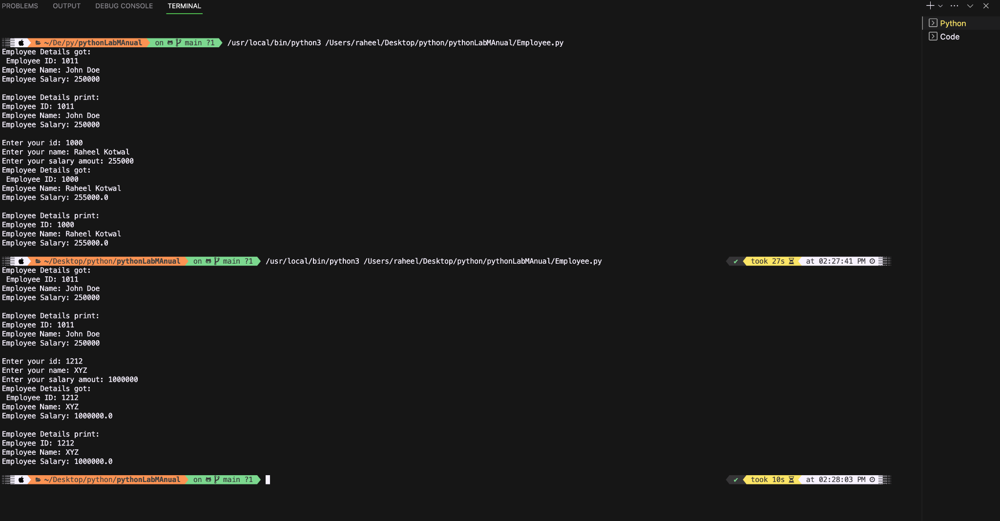 PROBLEMS OUTPUT DEBUG CONSOLE TERMINAL
Python
Code
~/De/py/pythonLabMAnual on main ?1 /usr/local/bin/python3 /Users/raheel/Desktop/python/pythonLabMAnual/Employee.py
Employee Details got:
 Employee ID: 1011
Employee Name: John Doe
Employee Salary: 250000

Employee Details print:
Employee ID: 1011
Employee Name: John Doe
Employee Salary: 250000

Enter your id: 1000
Enter your name: Raheel Kotwal
Enter your salary amout: 255000
Employee Details got:
 Employee ID: 1000
Employee Name: Raheel Kotwal
Employee Salary: 255000.0

Employee Details print:
Employee ID: 1000
Employee Name: Raheel Kotwal
Employee Salary: 255000.0

~/Desktop/python/pythonLabMAnual on main ?1 /usr/local/bin/python3 /Users/raheel/Desktop/python/pythonLabMAnual/Employee.py ✔ took 27s at 02:27:41 PM
Employee Details got:
 Employee ID: 1011
Employee Name: John Doe
Employee Salary: 250000

Employee Details print:
Employee ID: 1011
Employee Name: John Doe
Employee Salary: 250000

Enter your id: 1212
Enter your name: XYZ
Enter your salary amout: 1000000
Employee Details got:
 Employee ID: 1212
Employee Name: XYZ
Employee Salary: 1000000.0

Employee Details print:
Employee ID: 1212
Employee Name: XYZ
Employee Salary: 1000000.0

~/Desktop/python/pythonLabMAnual on main ?1 ✔ took 10s at 02:28:03 PM